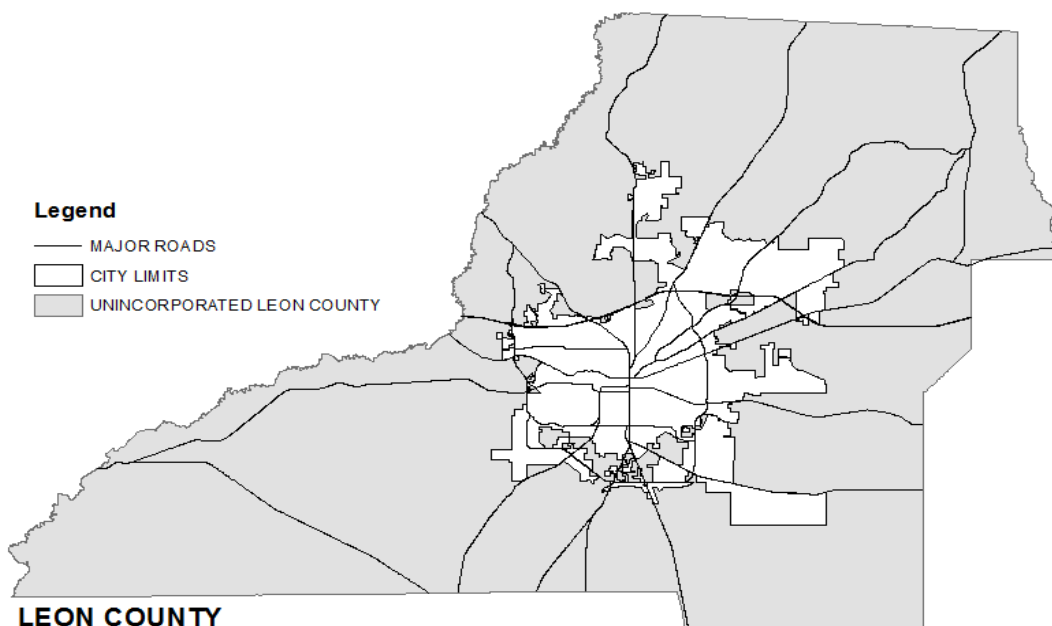 Legend
MAJOR ROADS
CITY LIMITS
UNINCORPORATED LEON COUNTY
LEON COUNTY